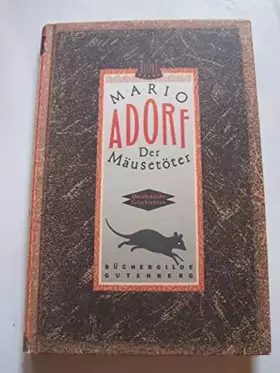 MARIO
ADORF
Der
Mäusetöter
BÜCHERGILDE
GUTENBERG